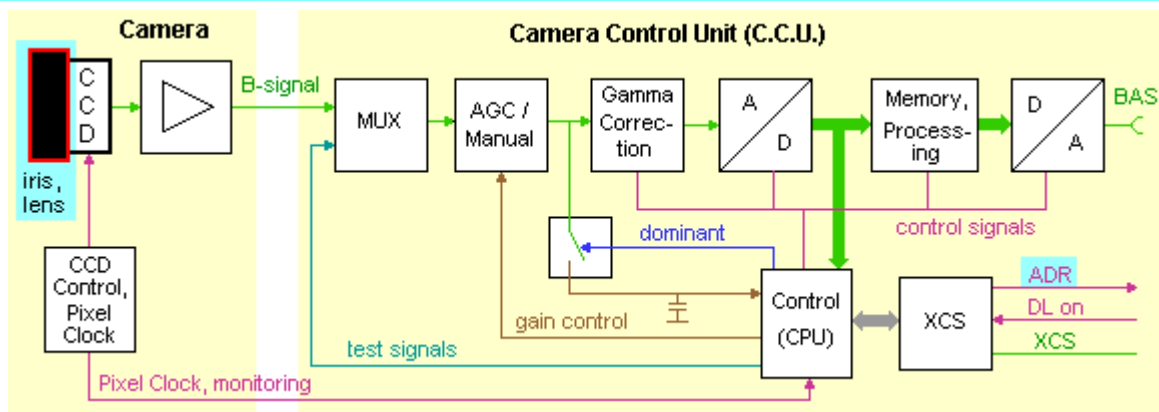 Camera
Camera Control Unit (C.C.U.)
C
C
D
B-signal
MUX
AGC /
Manual
Gamma
Correc-
tion
A
D
Memory,
Process-
ing
D
A
BAS
iris,
lens
control signals
dominant
CCD
Control,
Pixel
Clock
gain control
Control
(CPU)
XCS
ADR
DL on
XCS
test signals
Pixel Clock, monitoring